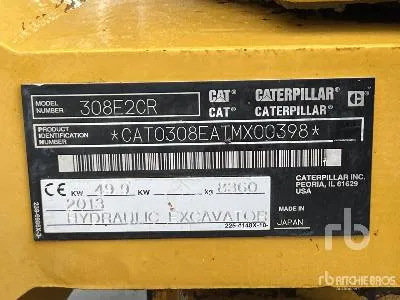 MODEL NUMBER 308E2CR
CAT CATERPILLAR
CAT CATERPILLAR
PRODUCT IDENTIFICATION NUMBER *CAT0308EATMX00398*
CE KW 49.9 KW kg 8360
2013
HYDRAULIC EXCAVATOR
CATERPILLAR INC.
PEORIA, IL 61629
USA
MADE IN
JAPAN
rb
RITCHIE BROS